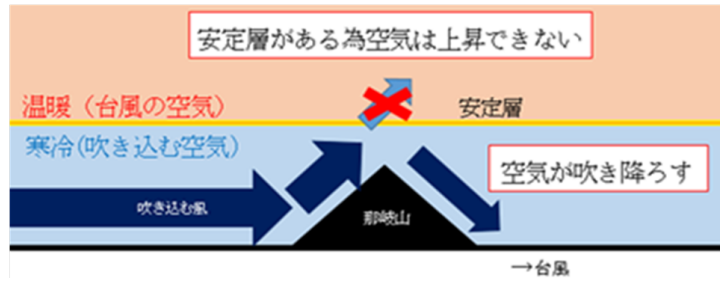 安定層がある為空気は上昇できない
温暖（台風の空気）
安定層
寒冷(吹き込む空気)
空気が吹き降ろす
吹き込む風
那岐山
→台風